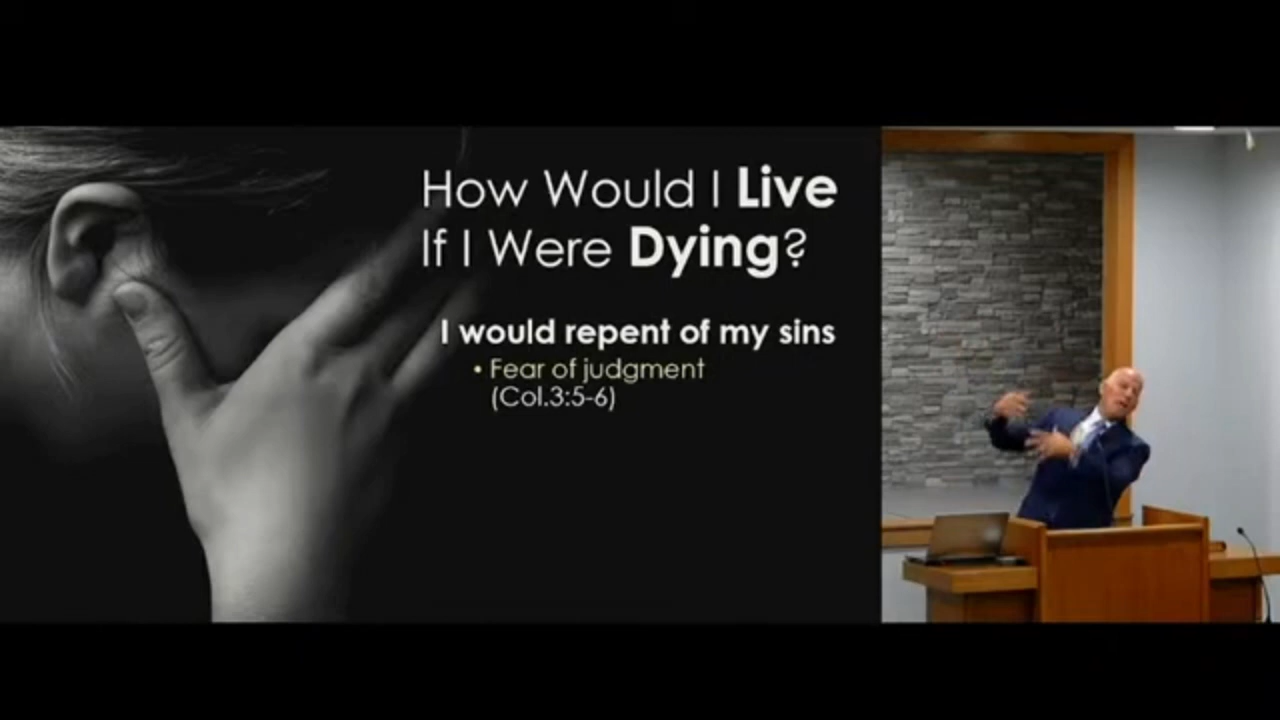 How Would I Live
If I Were Dying?
I would repent of my sins
• Fear of judgment
(Col.3:5-6)